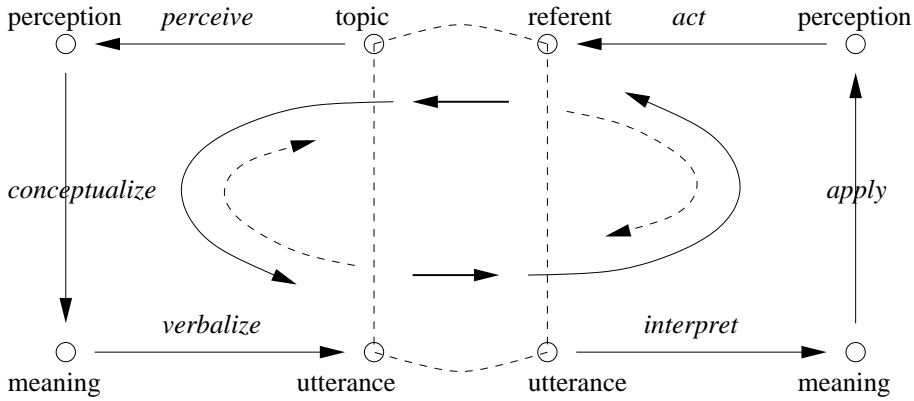 perception perceive topic referent act perception
conceptualize apply
verbalize interpret
meaning utterance utterance meaning